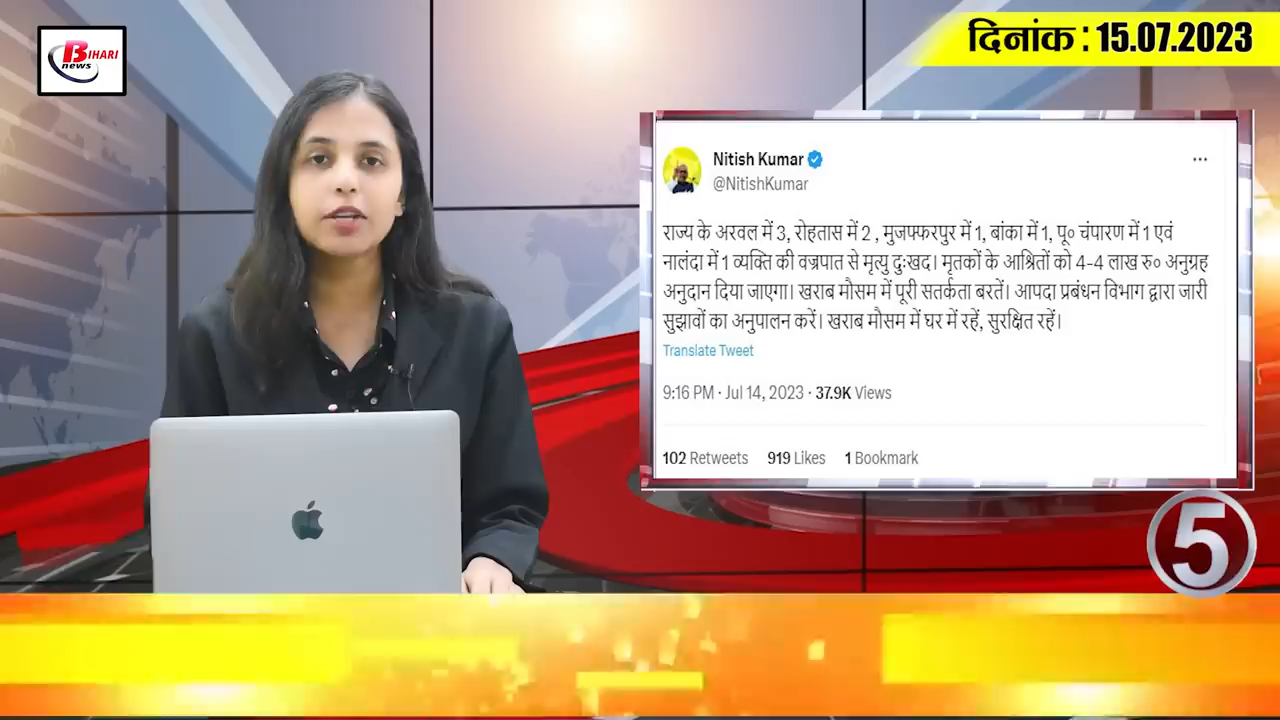 BIHARI
news
दिनांक : 15.07.2023
Nitish Kumar
@NitishKumar
राज्य के अरवल में 3, रोहतास में 2 , मुजफ्फरपुर में 1, बांका में 1, पू० चंपारण में 1 एवं
नालंदा में 1 व्यक्ति की वज्रपात से मृत्यु दुःखद। मृतकों के आश्रितों को 4-4 लाख रु० अनुग्रह
अनुदान दिया जाएगा। खराब मौसम में पूरी सतर्कता बरतें। आपदा प्रबंधन विभाग द्वारा जारी
सुझावों का अनुपालन करें। खराब मौसम में घर में रहें, सुरक्षित रहें।
Translate Tweet
9:16 PM · Jul 14, 2023 · 37.9K Views
102 Retweets 919 Likes 1 Bookmark
5